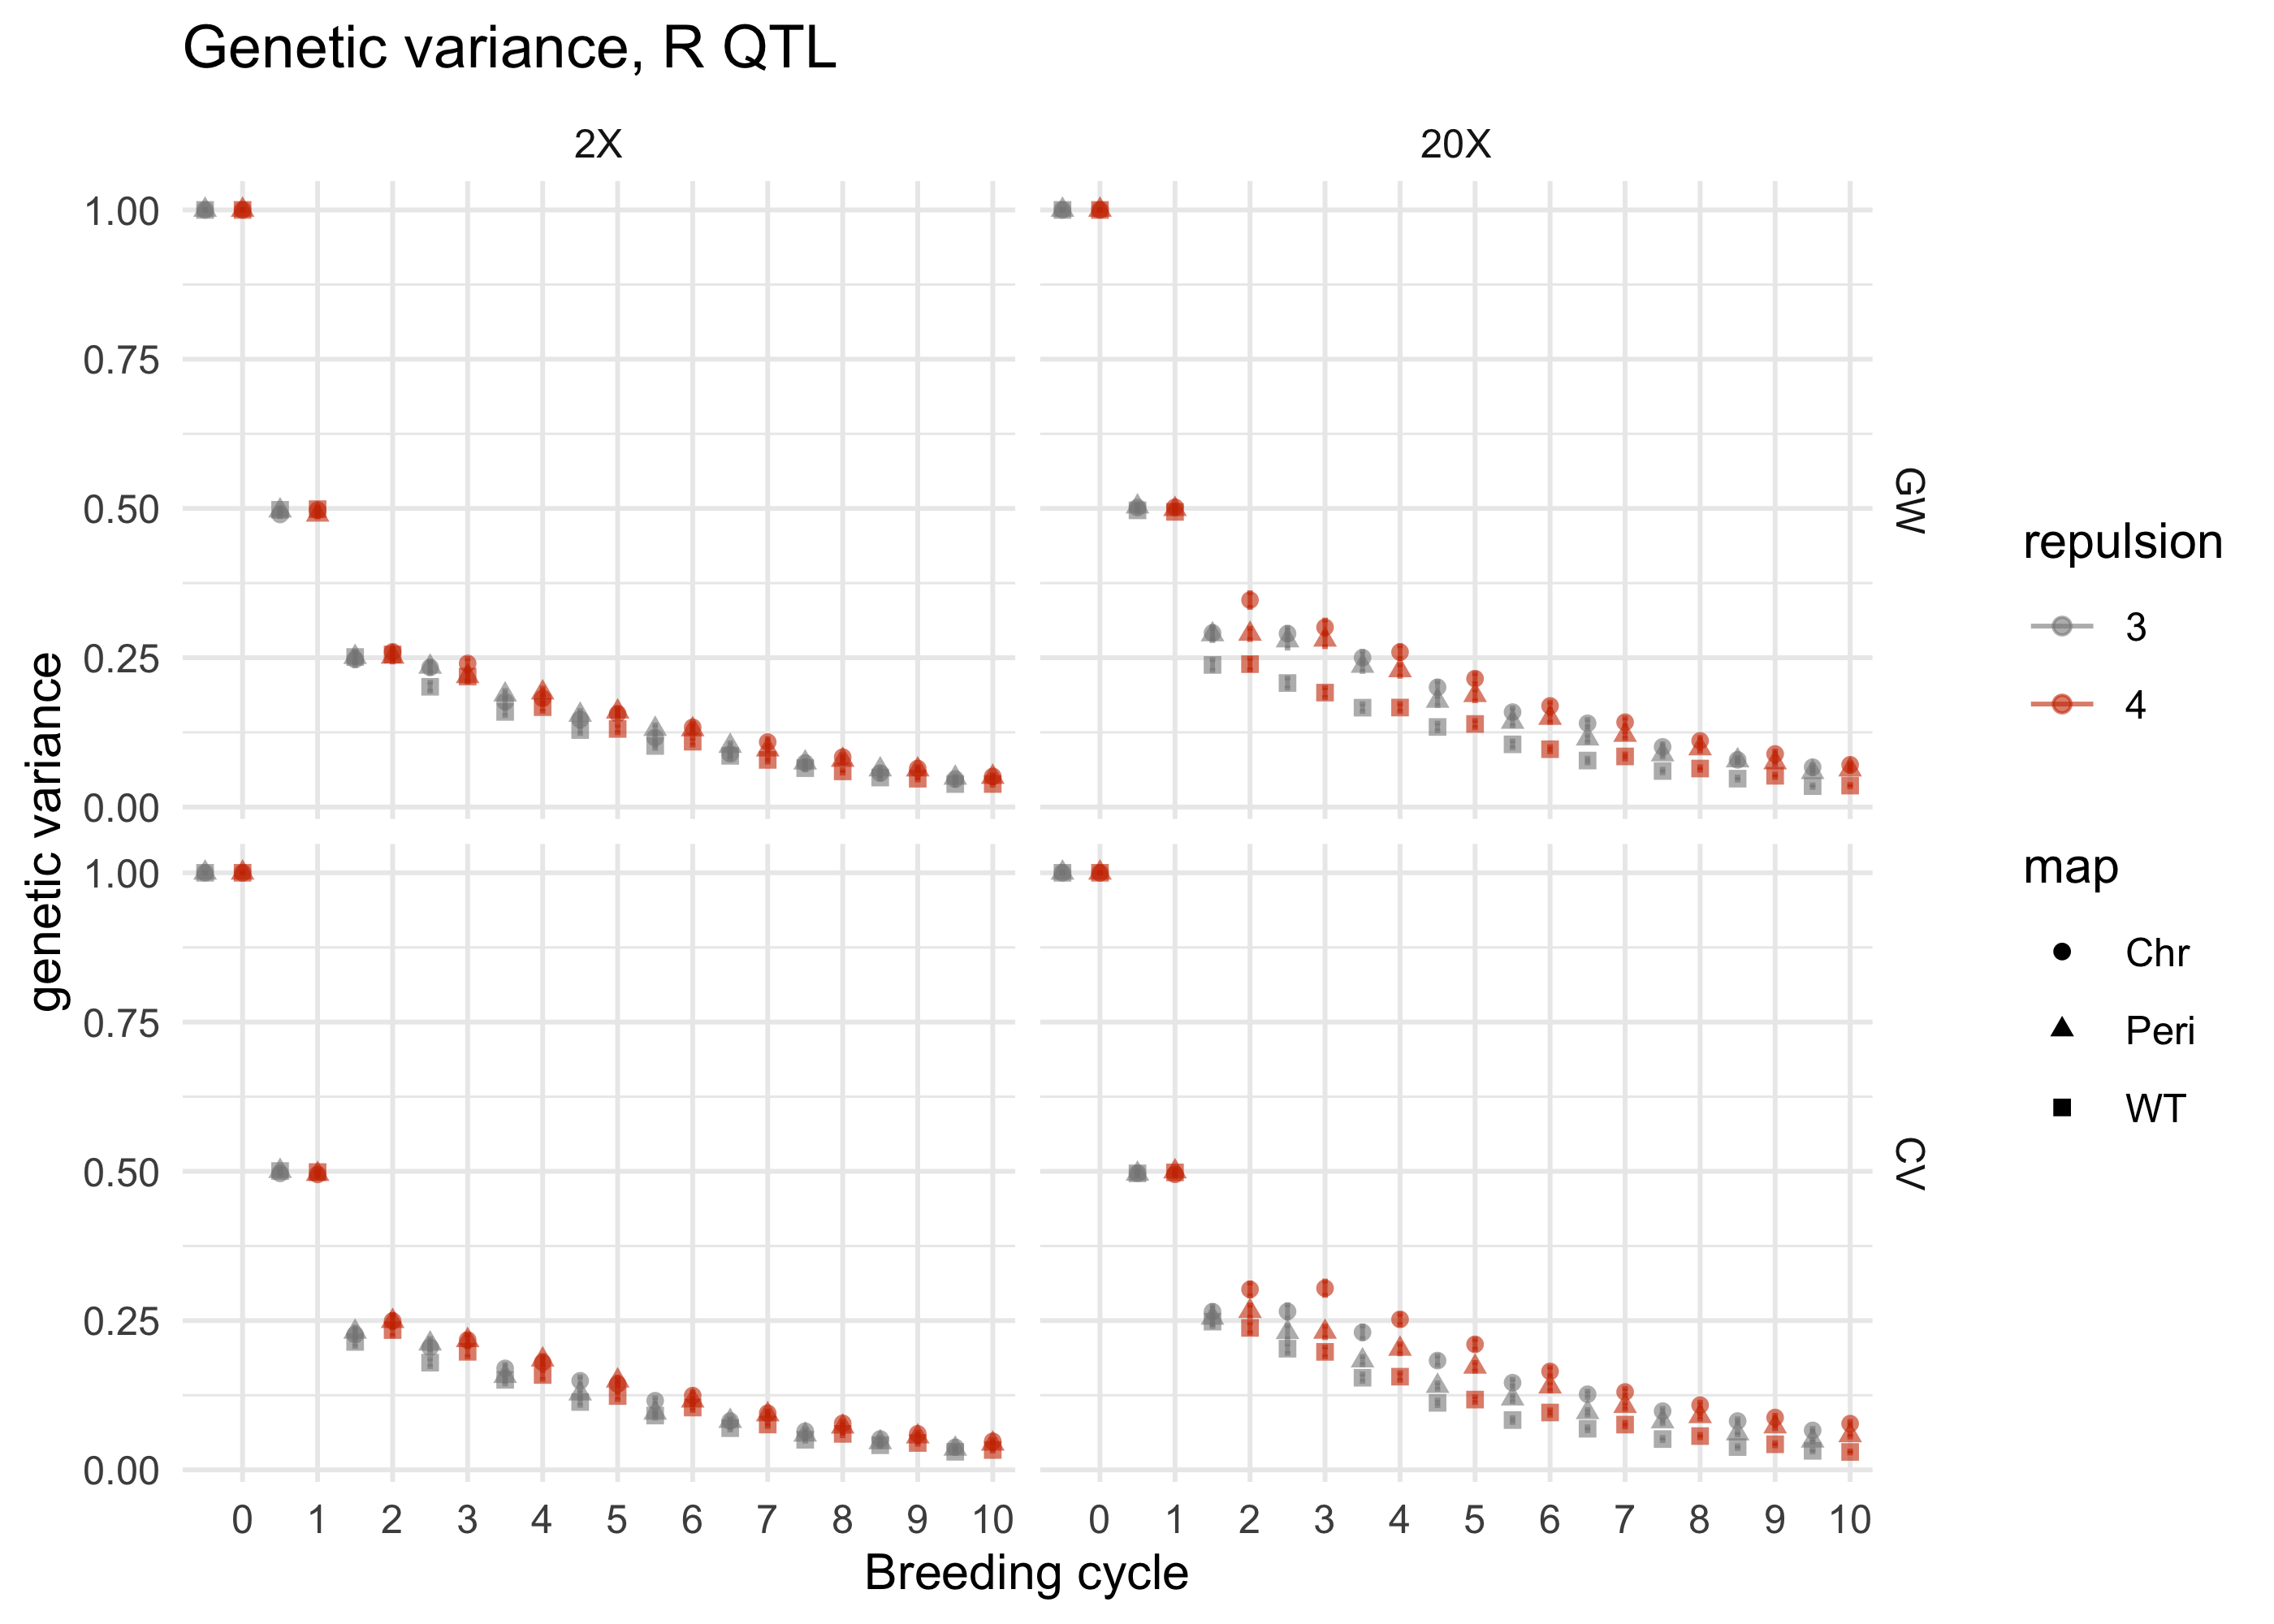 Genetic variance, R QTL
2X
20X
1.00
0.75
0.50
0.25
0.00
GW
1.00
0.75
0.50
0.25
0.00
CV
genetic variance
0 1 2 3 4 5 6 7 8 9 10
0 1 2 3 4 5 6 7 8 9 10
Breeding cycle
repulsion
3
4
map
Chr
Peri
WT